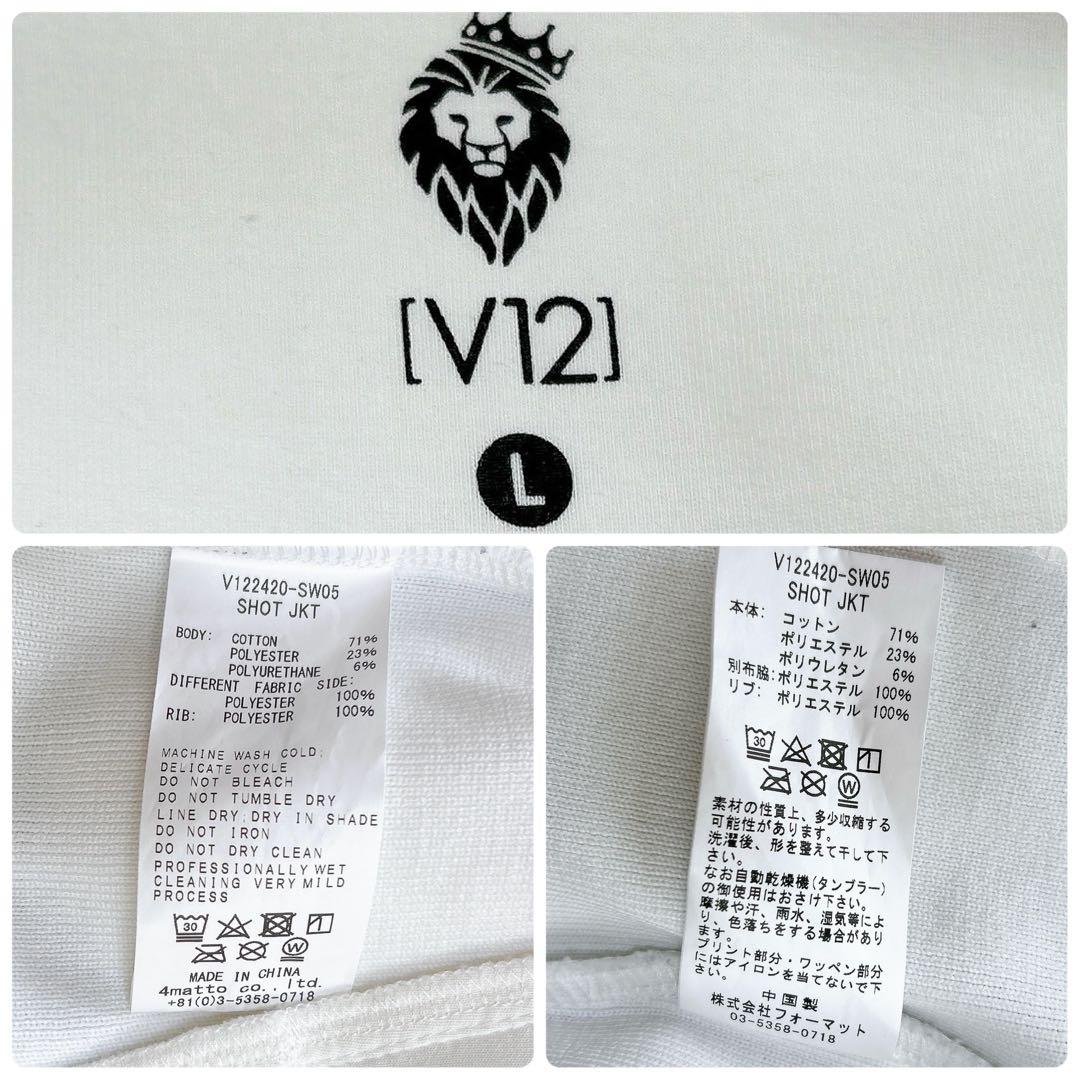 [V12]
L
V122420-SW05
SHOT JKT
BODY: COTTON 71%
POLYESTER 23%
POLYURETHANE 6%
DIFFERENT FABRIC SIDE:
POLYESTER 100%
RIB: POLYESTER 100%
MACHINE WASH COLD;
DELICATE CYCLE
DO NOT BLEACH
DO NOT TUMBLE DRY
LINE DRY;DRY IN SHADE
DO NOT IRON
DO NOT DRY CLEAN
PROFESSIONALLY WET
CLEANING VERY MILD
PROCESS
30
W
MADE IN CHINA
4matto co., ltd.
+81(0)3-5358-0718
V122420-SW05
SHOT JKT
本体: コットン 71%
ポリエステル 23%
ポリウレタン 6%
別布脇:ポリエステル 100%
リブ: ポリエステル 100%
30
W
素材の性質上、多少収縮する
可能性があります。
洗濯後、形を整えて干して下
さい。
なお自動乾燥機(タンブラー)
の御使用はおさけ下さい。
摩擦や汗、雨水、湿気等によ
り、色落ちをする場合があり
ます。
プリント部分・ワッペン部分
にはアイロンを当てないで下
さい。
中国製
株式会社フォーマット
03-5358-0718